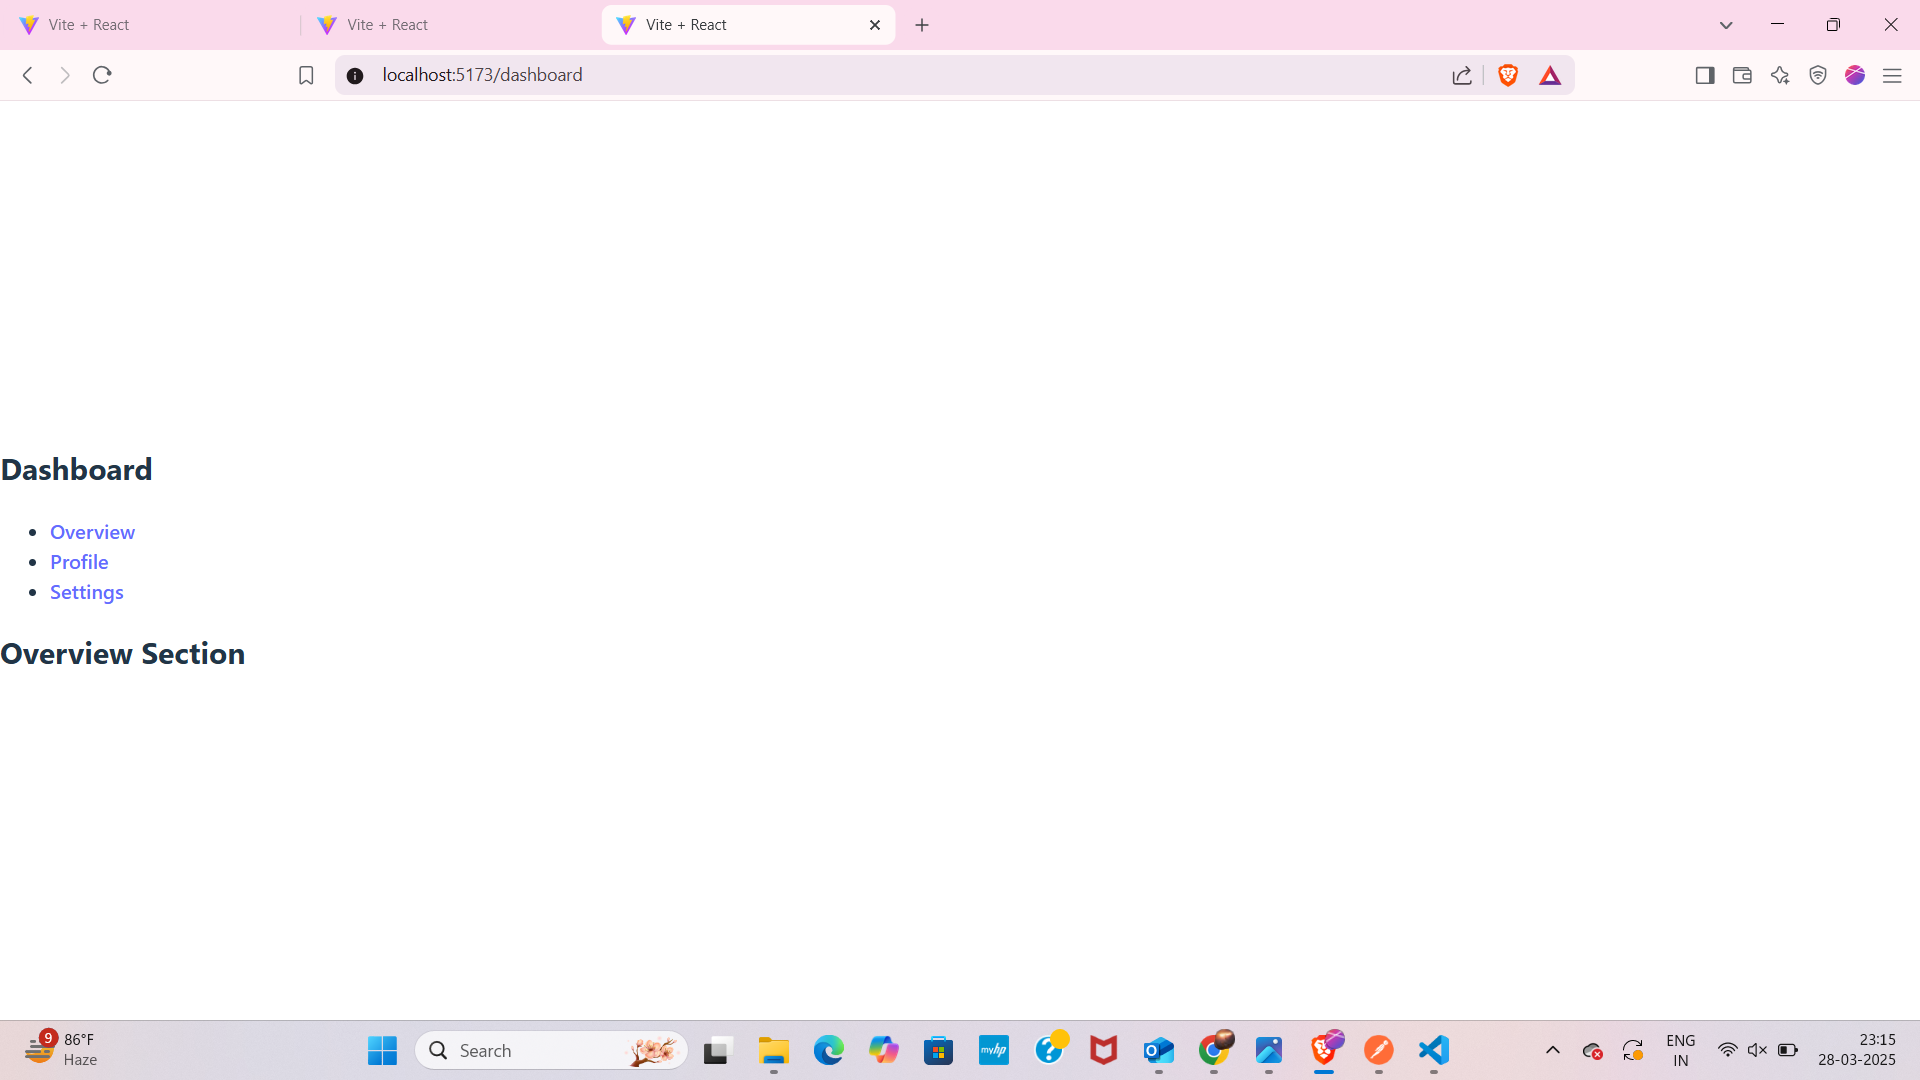 Vite + React
Vite + React
Vite + React
localhost:5173/dashboard
Dashboard
Overview
Profile
Settings
Overview Section
9
86°F
Haze
Search
myhp
ENG
IN
23:15
28-03-2025